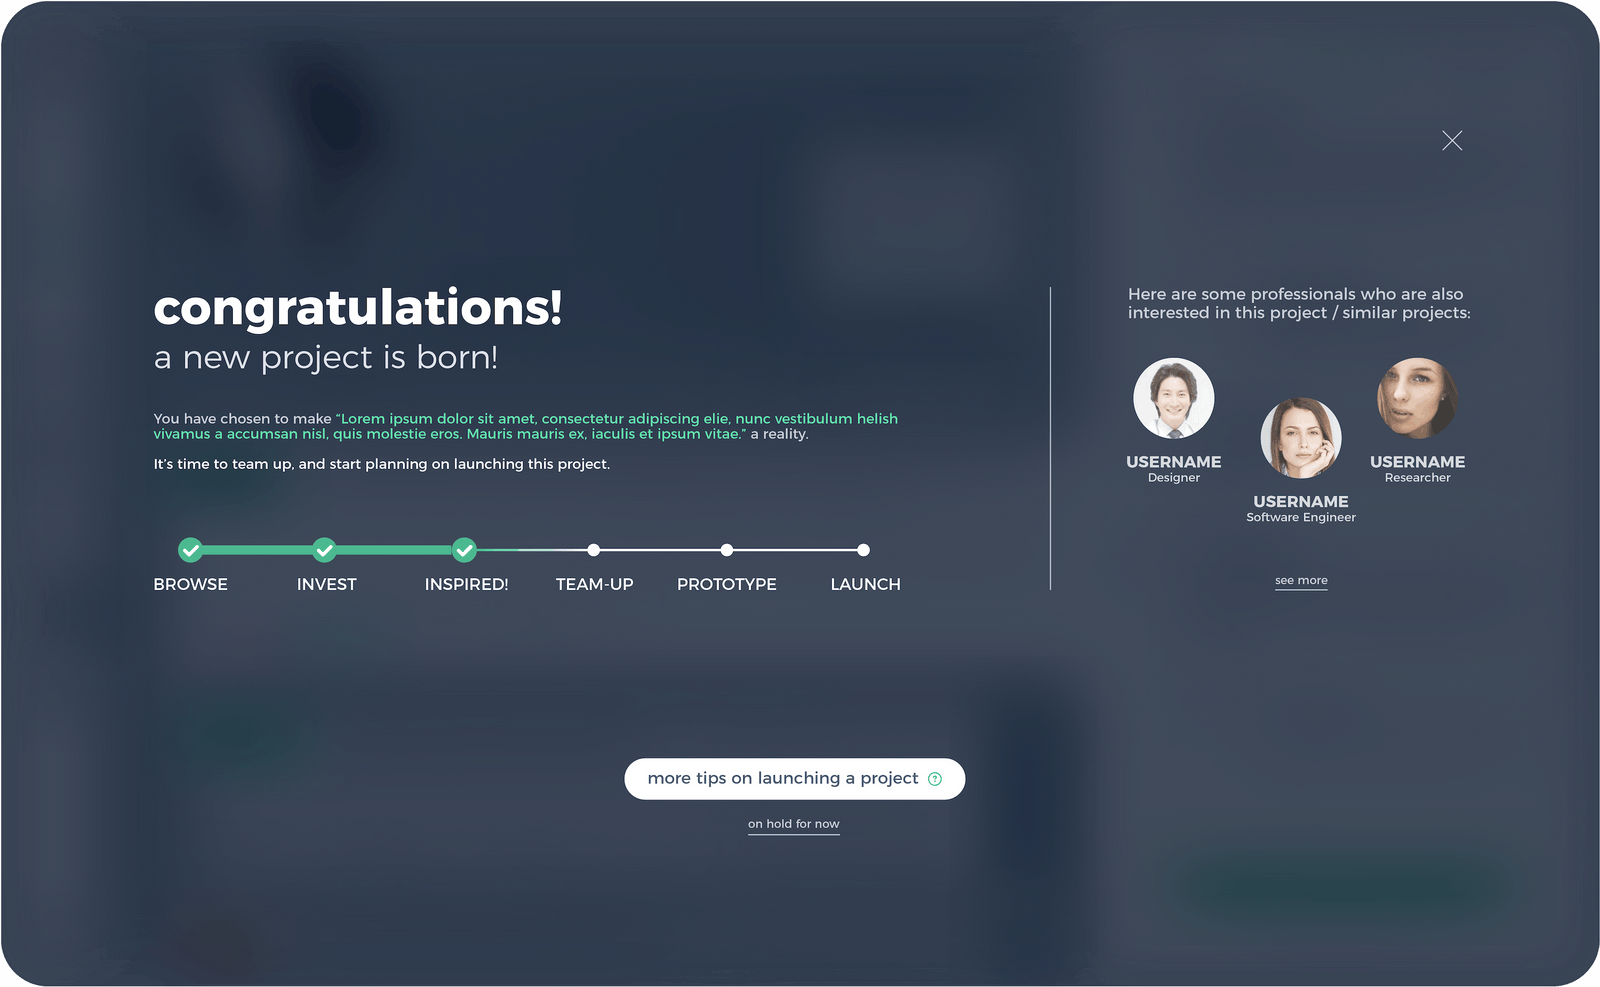 congratulations!
a new project is born!
You have chosen to make “Lorem ipsum dolor sit amet, consectetur adipiscing elie, nunc vestibulum helish
vivamus a accumsan nisl, quis molestie eros. Mauris mauris ex, iaculis et ipsum vitae.” a reality.
It’s time to team up, and start planning on launching this project.
BROWSE
INVEST
INSPIRED!
TEAM-UP
PROTOTYPE
LAUNCH
Here are some professionals who are also
interested in this project / similar projects:
USERNAME
Designer
USERNAME
Software Engineer
USERNAME
Researcher
see more
more tips on launching a project ?
on hold for now